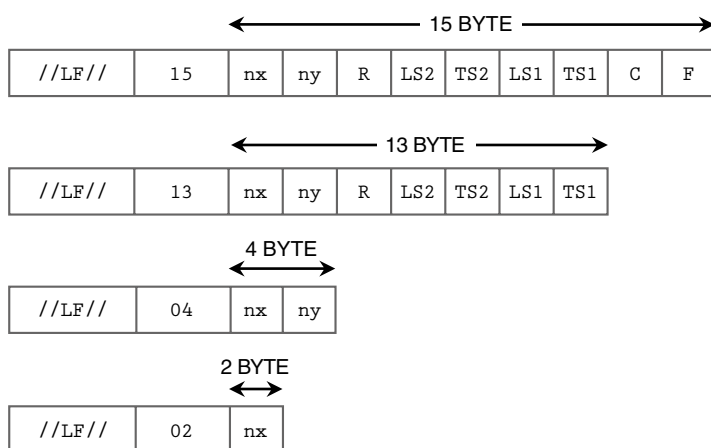 15 BYTE
//LF// 15 nx ny R LS2 TS2 LS1 TS1 C F
13 BYTE
//LF// 13 nx ny R LS2 TS2 LS1 TS1
4 BYTE
//LF// 04 nx ny
2 BYTE
//LF// 02 nx